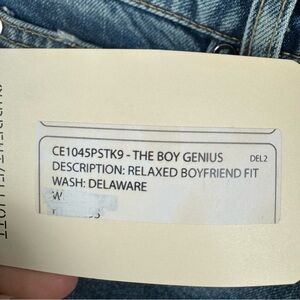 CE1045PSTK9 - THE BOY GENIUS DEL2
DESCRIPTION: RELAXED BOYFRIEND FIT
WASH: DELAWARE
W